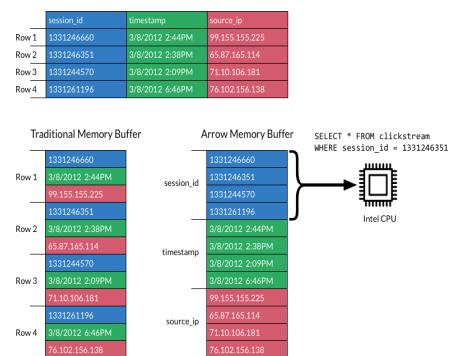 session_id timestamp source_ip
Row 1 1331246660 3/8/2012 2:44PM 99.155.155.225
Row 2 1331246351 3/8/2012 2:38PM 65.87.165.114
Row 3 1331244570 3/8/2012 2:09PM 71.10.106.181
Row 4 1331261196 3/8/2012 6:46PM 76.102.156.138
Traditional Memory Buffer
Row 1
1331246660
3/8/2012 2:44PM
99.155.155.225
Row 2
1331246351
3/8/2012 2:38PM
65.87.165.114
Row 3
1331244570
3/8/2012 2:09PM
71.10.106.181
Row 4
1331261196
3/8/2012 6:46PM
76.102.156.138
Arrow Memory Buffer
session_id
1331246660
1331246351
1331244570
1331261196
timestamp
3/8/2012 2:44PM
3/8/2012 2:38PM
3/8/2012 2:09PM
3/8/2012 6:46PM
source_ip
99.155.155.225
65.87.165.114
71.10.106.181
76.102.156.138
SELECT * FROM clickstream
WHERE session_id = 1331246351
Intel CPU